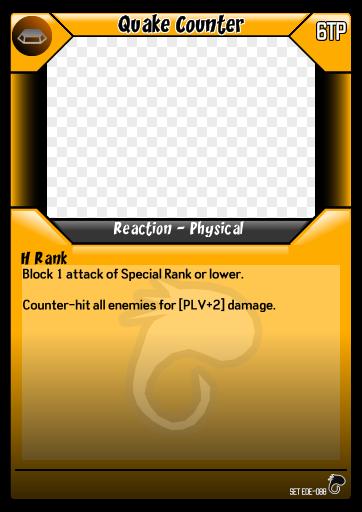 Quake Counter
6TP
Reaction - Physical
H Rank
Block 1 attack of Special Rank or lower.
Counter-hit all enemies for [PLV+2] damage.
SET EOE-088